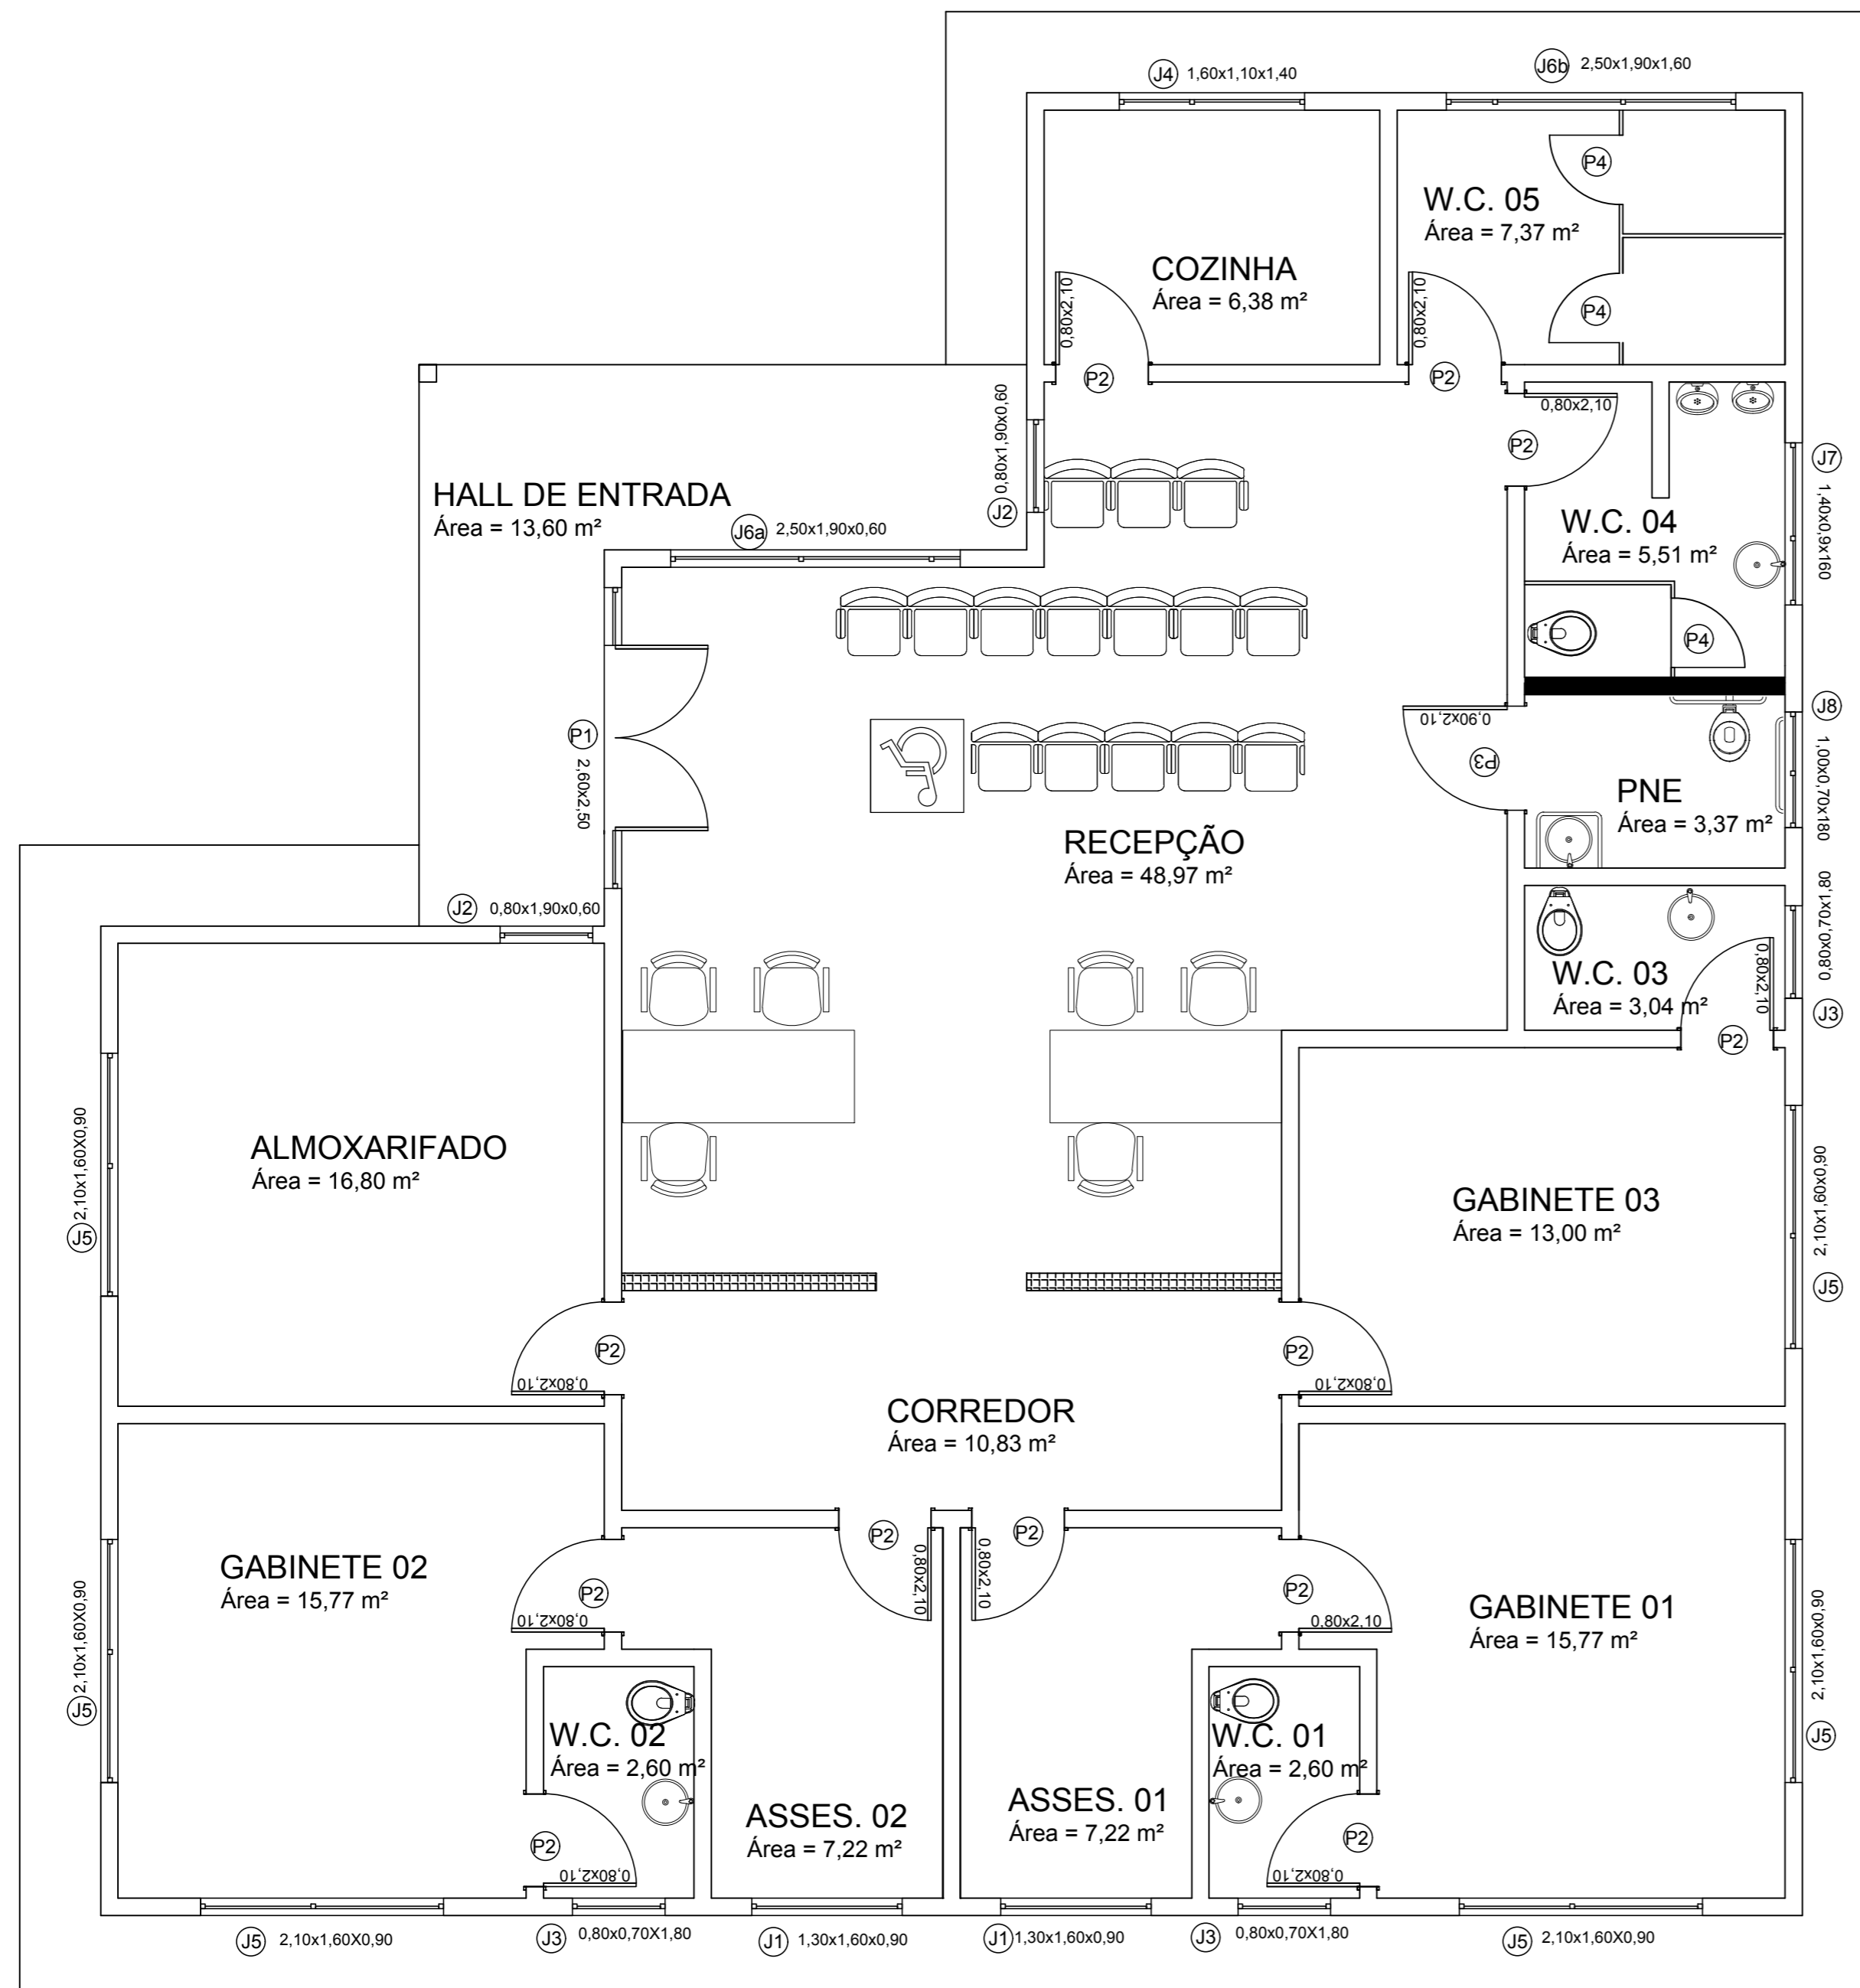 J4 1,60x1,10x1,40
J6b 2,50x1,90x1,60
P4
W.C. 05
Área = 7,37 m²
COZINHA
Área = 6,38 m²
0,80x2,10
0,80x2,10
P4
P2
P2
0,80x2,10
0,80x1,90x0,60
P2
J7
HALL DE ENTRADA
Área = 13,60 m²
J2
J6a 2,50x1,90x0,60
1,40x0,9x160
W.C. 04
Área = 5,51 m²
P4
J8
0,90x2,10
P1
P3
2,60x2,50
1,00x0,70x180
PNE
Área = 3,37 m²
RECEPÇÃO
Área = 48,97 m²
J2 0,80x1,90x0,60
0,80x0,70x1,80
W.C. 03
Área = 3,04 m²
0,80x2,10
J3
P2
2,10x1,60X0,90
ALMOXARIFADO
Área = 16,80 m²
2,10x1,60x0,90
GABINETE 03
Área = 13,00 m²
J5
J5
P2
P2
0,80x2,10
0,80x2,10
CORREDOR
Área = 10,83 m²
P2
P2
0,80x2,10
0,80x2,10
GABINETE 02
Área = 15,77 m²
P2
P2
0,80x2,10
0,80x2,10
GABINETE 01
Área = 15,77 m²
2,10x1,60X0,90
2,10x1,60x0,90
J5
J5
W.C. 02
Área = 2,60 m²
W.C. 01
Área = 2,60 m²
ASSES. 02
Área = 7,22 m²
ASSES. 01
Área = 7,22 m²
P2
P2
0,80x2,10
0,80x2,10
J5 2,10x1,60X0,90
J3 0,80x0,70X1,80
J1 1,30x1,60x0,90
J1 1,30x1,60x0,90
J3 0,80x0,70X1,80
J5 2,10x1,60X0,90